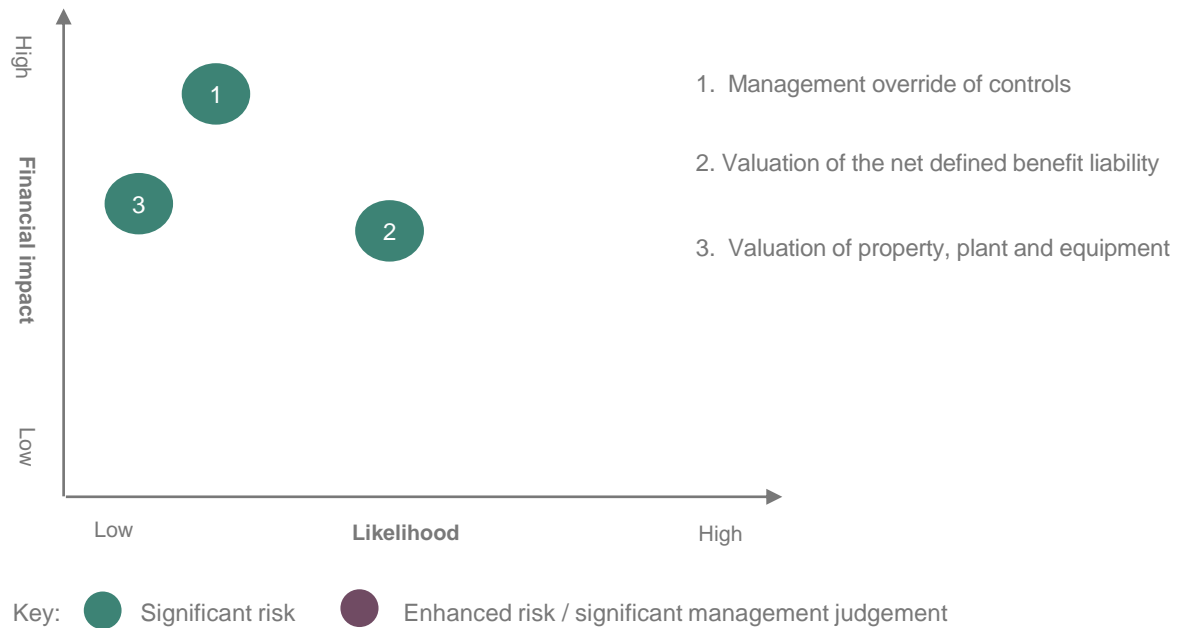 High
Financial impact
Low
1
3
2
1. Management override of controls
2. Valuation of the net defined benefit liability
3. Valuation of property, plant and equipment
Low
Likelihood
High
Key:
Significant risk
Enhanced risk / significant management judgement